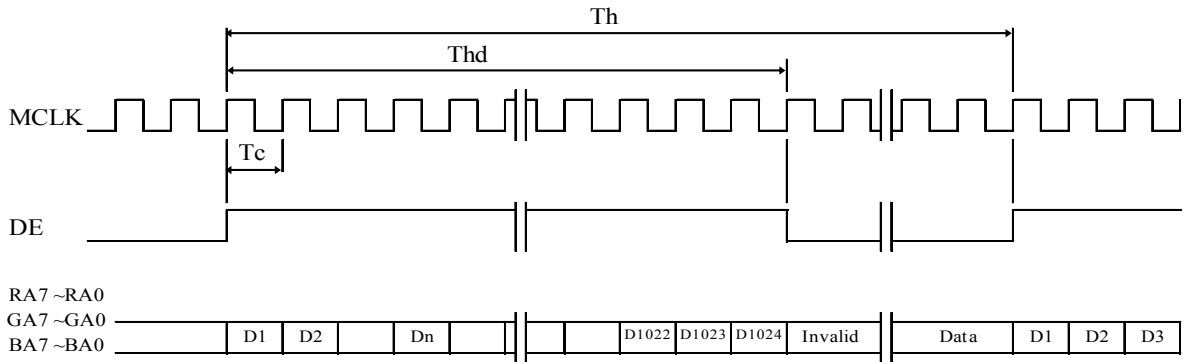 Th
Thd
MCLK
Tc
DE
RA7 ~RA0
GA7 ~GA0
BA7 ~BA0
D1 D2 Dn D1022 D1023 D1024 Invalid Data D1 D2 D3